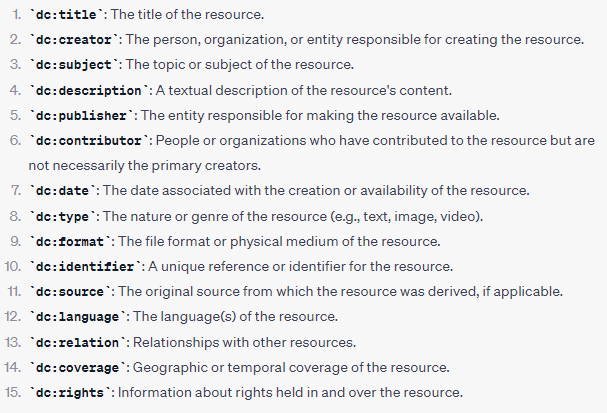 1. `dc:title`: The title of the resource.
2. `dc:creator`: The person, organization, or entity responsible for creating the resource.
3. `dc:subject`: The topic or subject of the resource.
4. `dc:description`: A textual description of the resource's content.
5. `dc:publisher`: The entity responsible for making the resource available.
6. `dc:contributor`: People or organizations who have contributed to the resource but are
not necessarily the primary creators.
7. `dc:date`: The date associated with the creation or availability of the resource.
8. `dc:type`: The nature or genre of the resource (e.g., text, image, video).
9. `dc:format`: The file format or physical medium of the resource.
10. `dc:identifier`: A unique reference or identifier for the resource.
11. `dc:source`: The original source from which the resource was derived, if applicable.
12. `dc:language`: The language(s) of the resource.
13. `dc:relation`: Relationships with other resources.
14. `dc:coverage`: Geographic or temporal coverage of the resource.
15. `dc:rights`: Information about rights held in and over the resource.